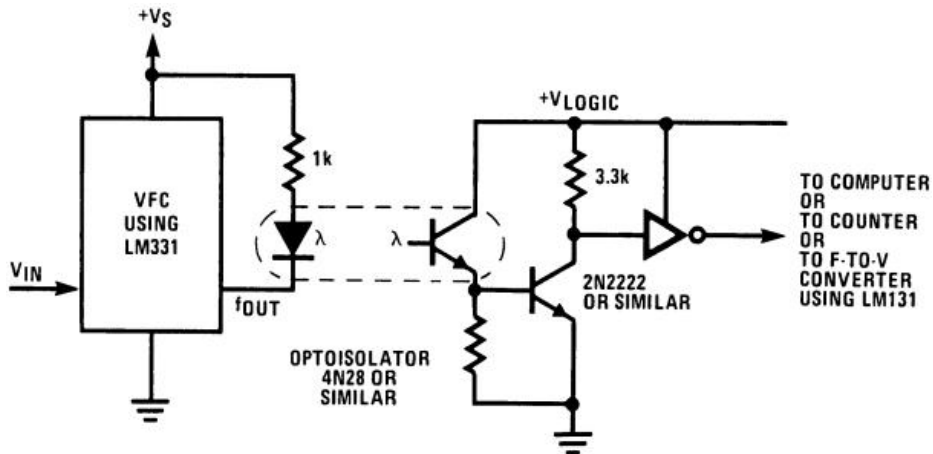 +VS
1k
VFC
USING
LM331
VIN
fOUT
λ
λ
+VLOGIC
3.3k
2N2222
OR SIMILAR
OPTOISOLATOR
4N28 OR
SIMILAR
TO COMPUTER
OR
TO COUNTER
OR
TO F-TO-V
CONVERTER
USING LM131